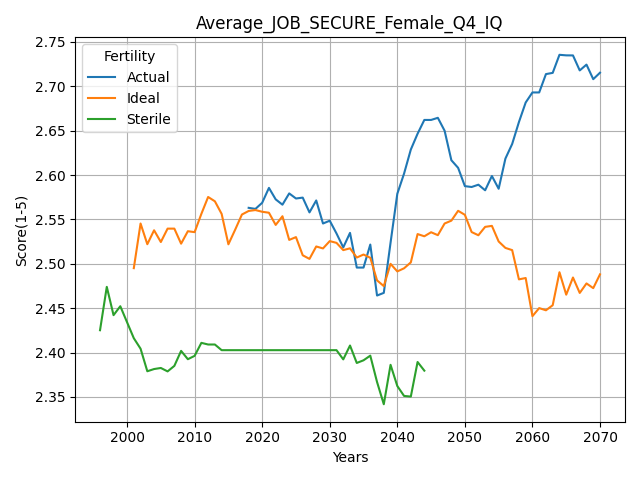 Average_JOB_SECURE_Female_Q4_IQ
Fertility
Actual
Ideal
Sterile
Score(1-5)
2.75
2.70
2.65
2.60
2.55
2.50
2.45
2.40
2.35
2000 2010 2020 2030 2040 2050 2060 2070
Years